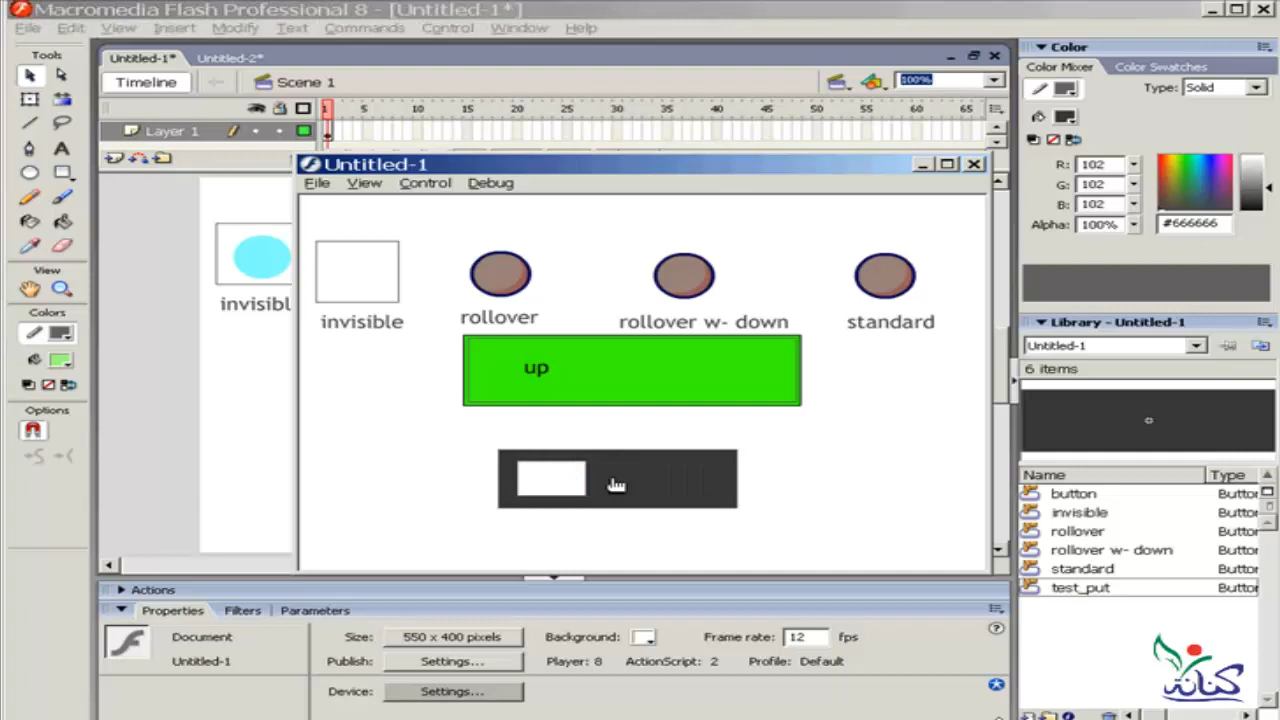 Macromedia Flash Professional 8 - [Untitled-1*]
File Edit View Insert Modify Text Commands Control Window Help
Tools
View
Colors
Options
Untitled-1* Untitled-2*
Timeline
Scene 1
100%
1 5 10 15 20 25 30 35 40 45 50 55 60 65
Layer 1
invisible
Untitled-1
File View Control Debug
invisible
rollover
rollover w- down
standard
up
Actions
Properties Filters Parameters
Document
Untitled-1
Size: 550 x 400 pixels
Background:
Frame rate: 12 fps
Publish: Settings...
Player: 8
ActionScript: 2
Profile: Default
Device: Settings...
Color
Color Mixer Color Swatches
Type: Solid
R: 102
G: 102
B: 102
Alpha: 100%
#666666
Library - Untitled-1
Untitled-1
6 items
Name Type
button Button
invisible Button
rollover Button
rollover w- down Button
standard Button
test_put Button
كنانة